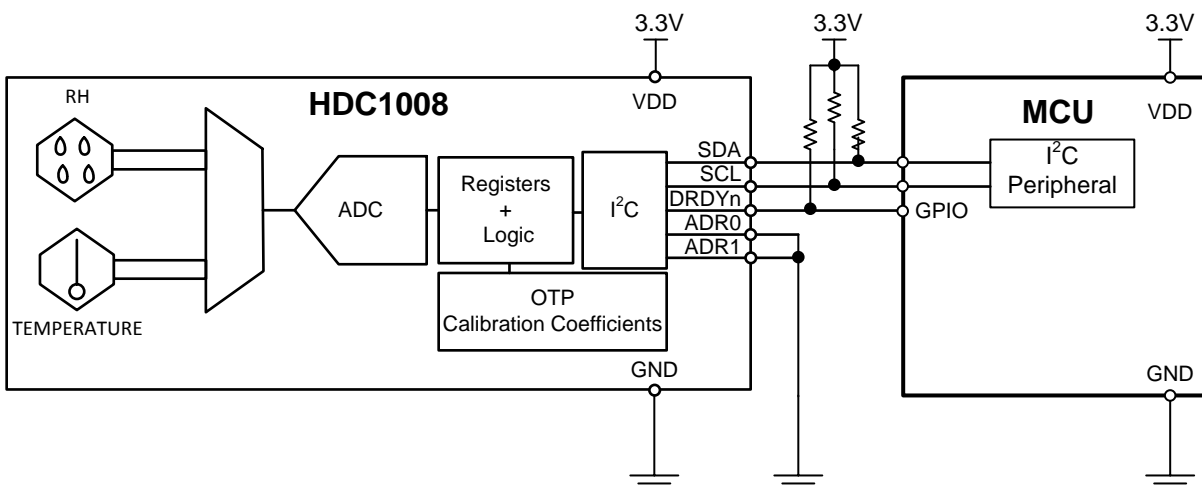 3.3V
3.3V
3.3V
HDC1008
VDD
RH
TEMPERATURE
ADC
Registers
+
Logic
I²C
OTP
Calibration Coefficients
SDA
SCL
DRDYn
ADR0
ADR1
GND
MCU
VDD
I²C
Peripheral
GPIO
GND